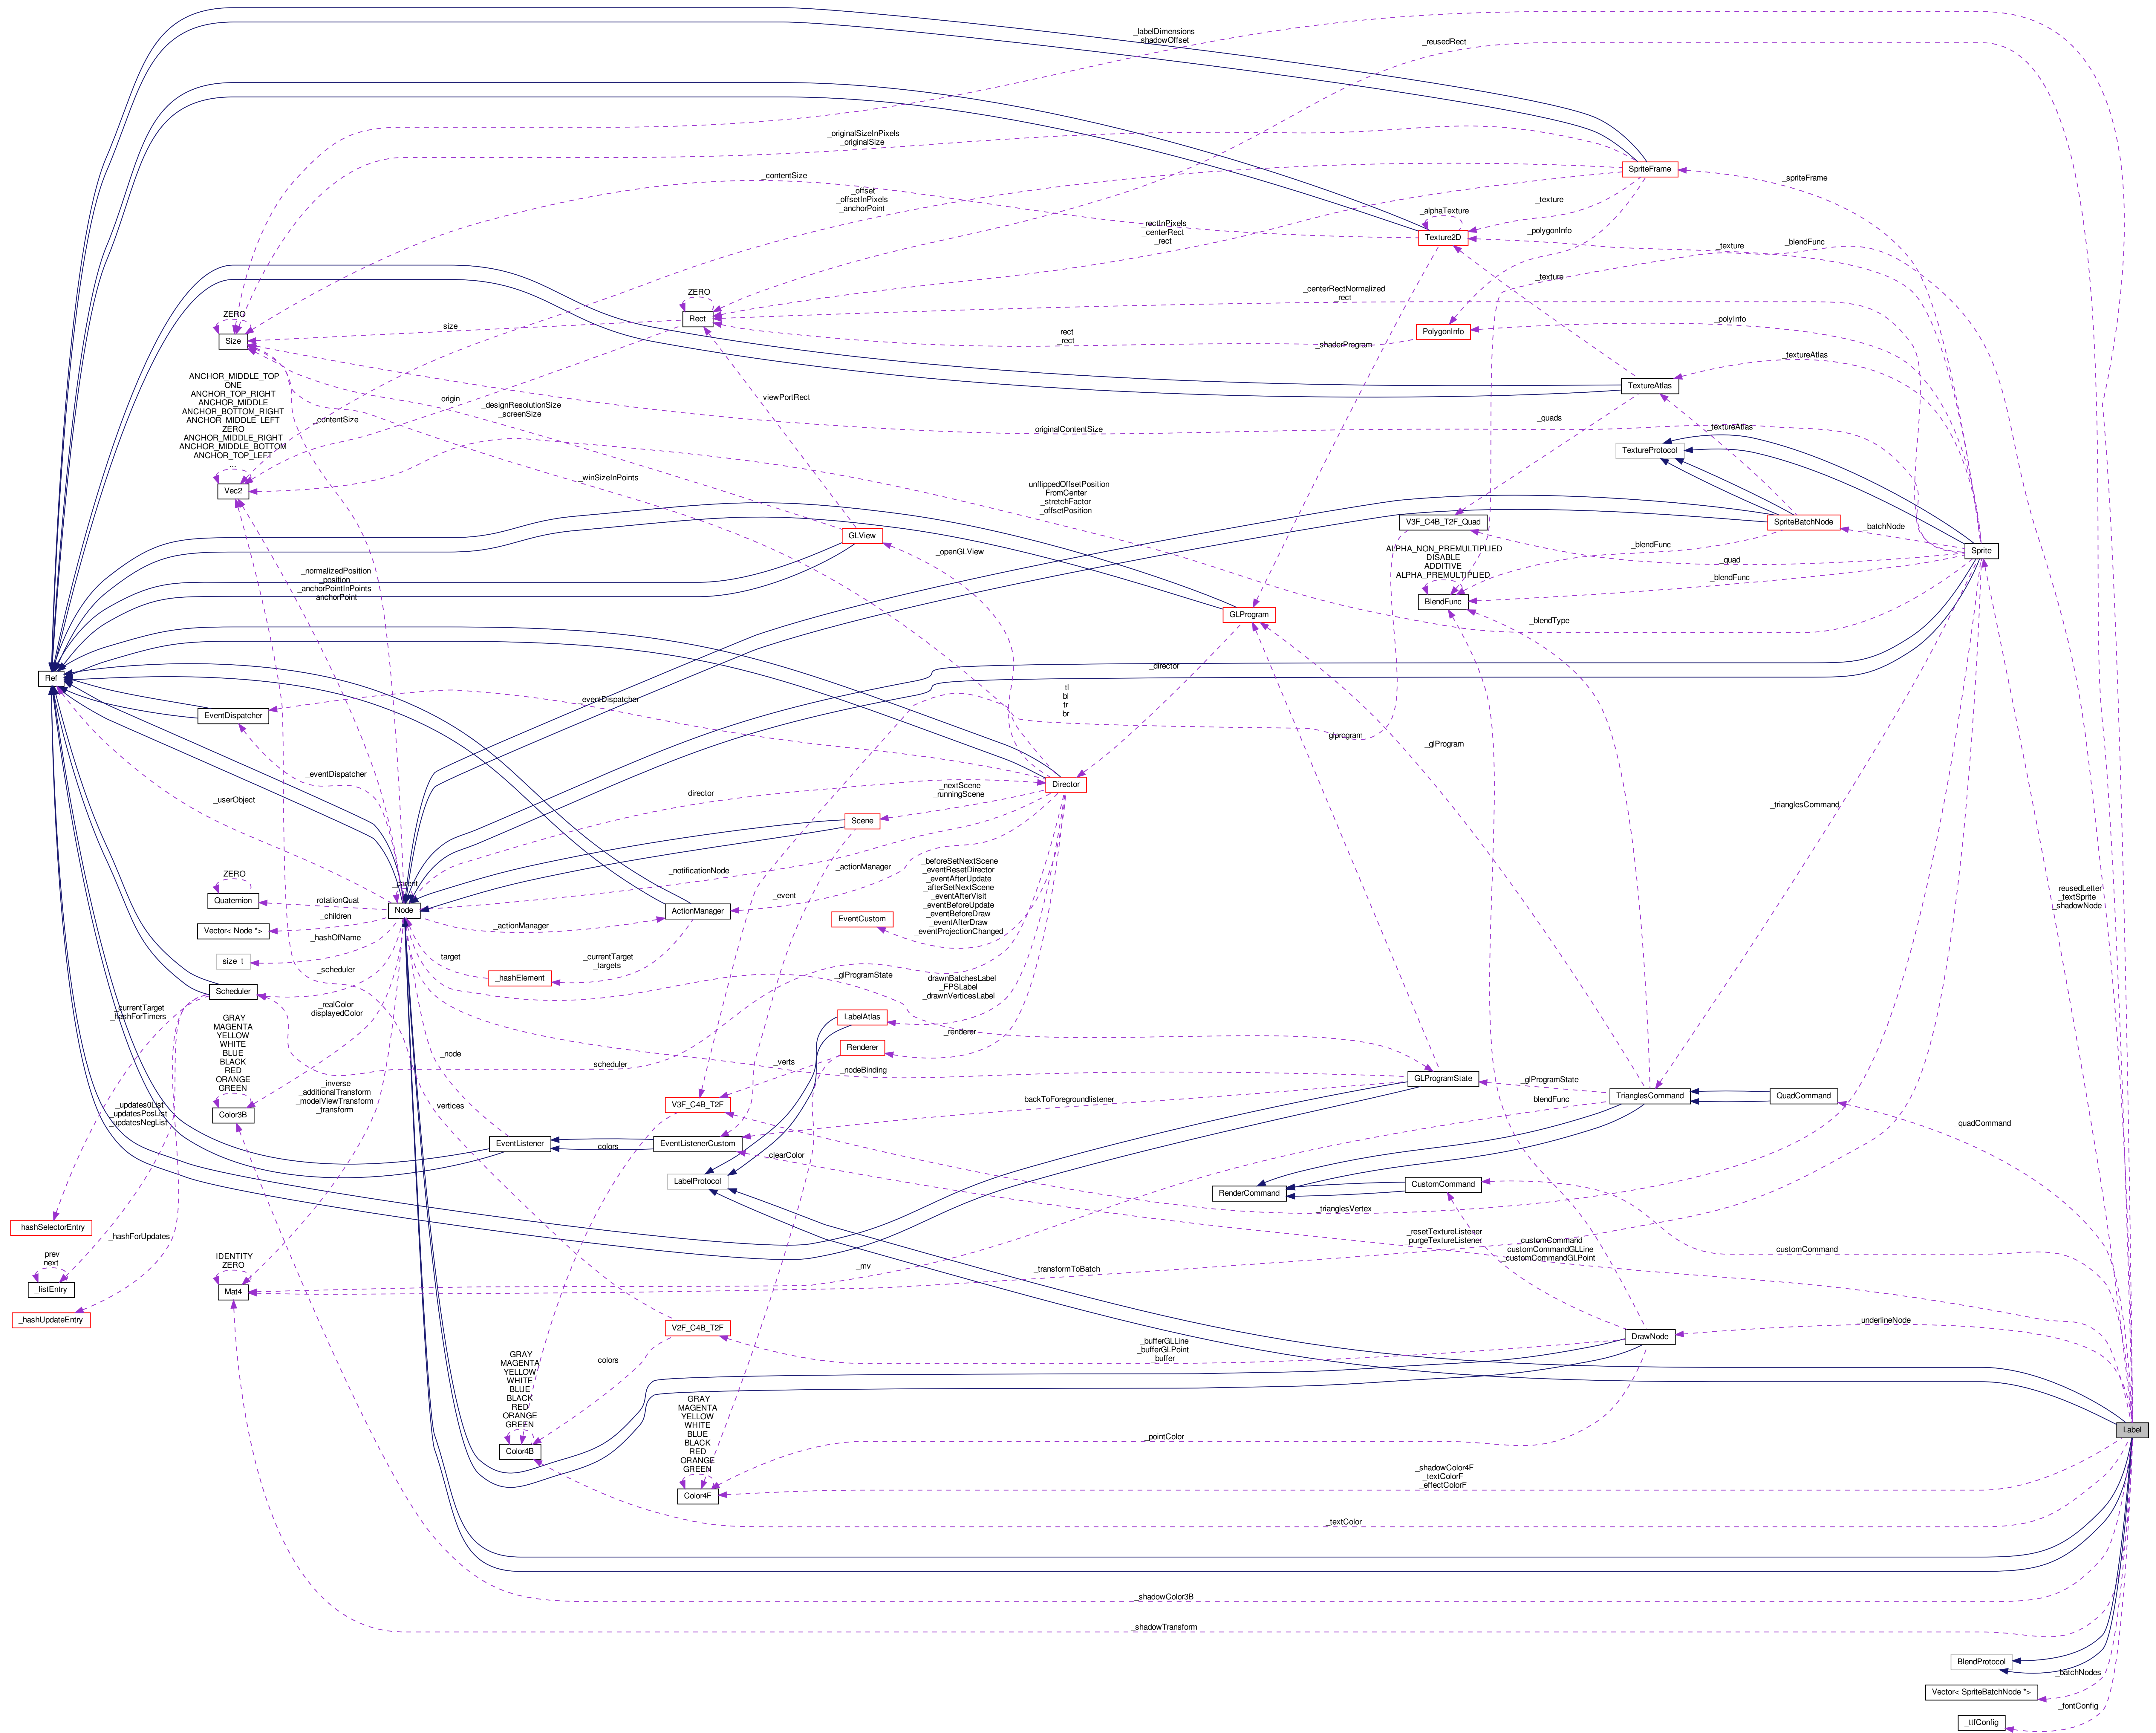 _labelDimensions
_shadowOffset
_reusedRect
_originalSizeInPixels
_originalSize
SpriteFrame
_spriteFrame
_contentSize
_offset
_offsetInPixels
_anchorPoint
_texture
_alphaTexture
_rectInPixels
_centerRect
_rect
_polygonInfo
Texture2D
_texture
_blendFunc
_texture
ZERO
_centerRectNormalized
_rect
ZERO
Rect
size
Size
PolygonInfo
_polyInfo
rect
_rect
_shaderProgram
_textureAtlas
ANCHOR_MIDDLE_TOP
ONE
ANCHOR_TOP_RIGHT
ANCHOR_MIDDLE
ANCHOR_BOTTOM_RIGHT
ANCHOR_MIDDLE_LEFT
ZERO
ANCHOR_MIDDLE_RIGHT
ANCHOR_MIDDLE_BOTTOM
ANCHOR_TOP_LEFT
...
TextureAtlas
_viewPortRect
origin
_designResolutionSize
_screenSize
_contentSize
_quads
_originalContentSize
_textureAtlas
TextureProtocol
_winSizeInPoints
Vec2
_unflippedOffsetPosition
FromCenter
_stretchFactor
_offsetPosition
V3F_C4B_T2F_Quad
SpriteBatchNode
_batchNode
GLView
_openGLView
ALPHA_NON_PREMULTIPLIED
DISABLE
ADDITIVE
ALPHA_PREMULTIPLIED
_blendFunc
Sprite
_quad
_normalizedPosition
_position
_anchorPointInPoints
_anchorPoint
_blendFunc
BlendFunc
GLProgram
_blendType
Ref
_director
tl
bl
tr
br
_eventDispatcher
EventDispatcher
_glprogram
_glProgram
_eventDispatcher
_userObject
_director
Director
_nextScene
_runningScene
_trianglesCommand
Scene
_notificationNode
_actionManager
_beforeSetNextScene
_eventResetDirector
_eventAfterUpdate
_afterSetNextScene
_eventAfterVisit
_eventBeforeUpdate
_eventBeforeDraw
_eventAfterDraw
_eventProjectionChanged
ZERO
_parent
_event
_reusedLetter
_textSprite
_shadowNode
Quaternion
_rotationQuat
Node
ActionManager
_children
EventCustom
Vector< Node *>
_actionManager
_hashOfName
size_t
target
_currentTarget
_targets
_scheduler
_hashElement
_glProgramState
_drawnBatchesLabel
_FPSLabel
_drawnVerticesLabel
Scheduler
_currentTarget
_hashForTimers
_realColor
_displayedColor
GRAY
MAGENTA
YELLOW
WHITE
BLUE
BLACK
RED
ORANGE
GREEN
LabelAtlas
_renderer
Renderer
_node
_scheduler
_verts
_nodeBinding
GLProgramState
_glProgramState
TrianglesCommand
QuadCommand
_inverse
_additionalTransform
_modelViewTransform
_transform
_updates0List
_updatesPosList
_updatesNegList
Color3B
vertices
V3F_C4B_T2F
_backToForegroundlistener
_blendFunc
_quadCommand
EventListener
colors
EventListenerCustom
_clearColor
LabelProtocol
CustomCommand
RenderCommand
_trianglesVertex
_hashSelectorEntry
_hashForUpdates
_resetTextureListener
_purgeTextureListener
_customCommand
_customCommandGLLine
_customCommandGLPoint
_customCommand
prev
next
_listEntry
IDENTITY
ZERO
Mat4
_mv
_transformToBatch
_hashUpdateEntry
V2F_C4B_T2F
_underlineNode
DrawNode
_bufferGLLine
_bufferGLPoint
_buffer
GRAY
MAGENTA
YELLOW
WHITE
BLUE
BLACK
RED
ORANGE
GREEN
colors
Color4B
GRAY
MAGENTA
YELLOW
WHITE
BLUE
BLACK
RED
ORANGE
GREEN
Color4F
_pointColor
Label
_shadowColor4F
_textColorF
_effectColorF
_textColor
_shadowColor3B
_shadowTransform
BlendProtocol
_batchNodes
Vector< SpriteBatchNode *>
_fontConfig
_ttfConfig